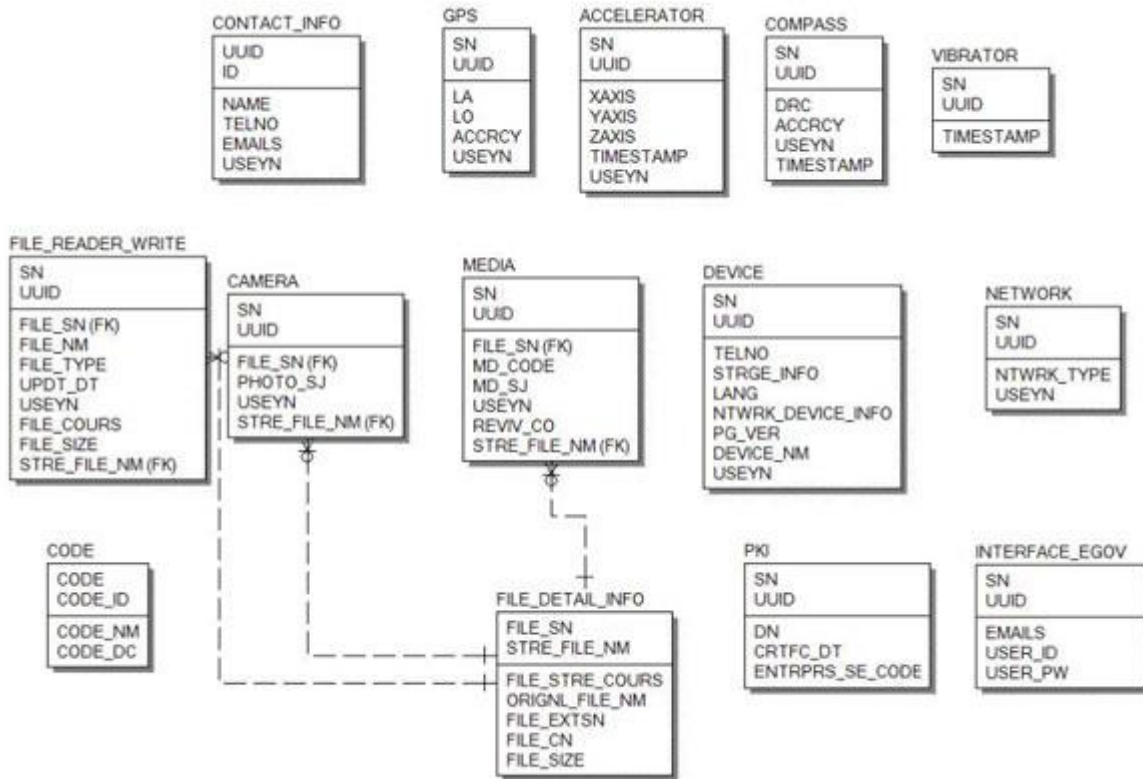 CONTACT_INFO
UUID
ID
NAME
TELNO
EMAILS
USEYN
GPS
SN
UUID
LA
LO
ACCRCY
USEYN
ACCELERATOR
SN
UUID
XAXIS
YAXIS
ZAXIS
TIMESTAMP
USEYN
COMPASS
SN
UUID
DRC
ACCRCY
USEYN
TIMESTAMP
VIBRATOR
SN
UUID
TIMESTAMP
FILE_READER_WRITE
SN
UUID
FILE_SN (FK)
FILE_NM
FILE_TYPE
UPDT_DT
USEYN
FILE_COURS
FILE_SIZE
STRE_FILE_NM (FK)
CAMERA
SN
UUID
FILE_SN (FK)
PHOTO_SJ
USEYN
STRE_FILE_NM (FK)
MEDIA
SN
UUID
FILE_SN (FK)
MD_CODE
MD_SJ
USEYN
REVIV_CO
STRE_FILE_NM (FK)
DEVICE
SN
UUID
TELNO
STRGE_INFO
LANG
NTWRK_DEVICE_INFO
PG_VER
DEVICE_NM
USEYN
NETWORK
SN
UUID
NTWRK_TYPE
USEYN
CODE
CODE
CODE_ID
CODE_NM
CODE_DC
FILE_DETAIL_INFO
FILE_SN
STRE_FILE_NM
FILE_STRE_COURS
ORIGNL_FILE_NM
FILE_EXTSN
FILE_CN
FILE_SIZE
PKI
SN
UUID
DN
CRTFC_DT
ENTRPRS_SE_CODE
INTERFACE_EGOV
SN
UUID
EMAILS
USER_ID
USER_PW